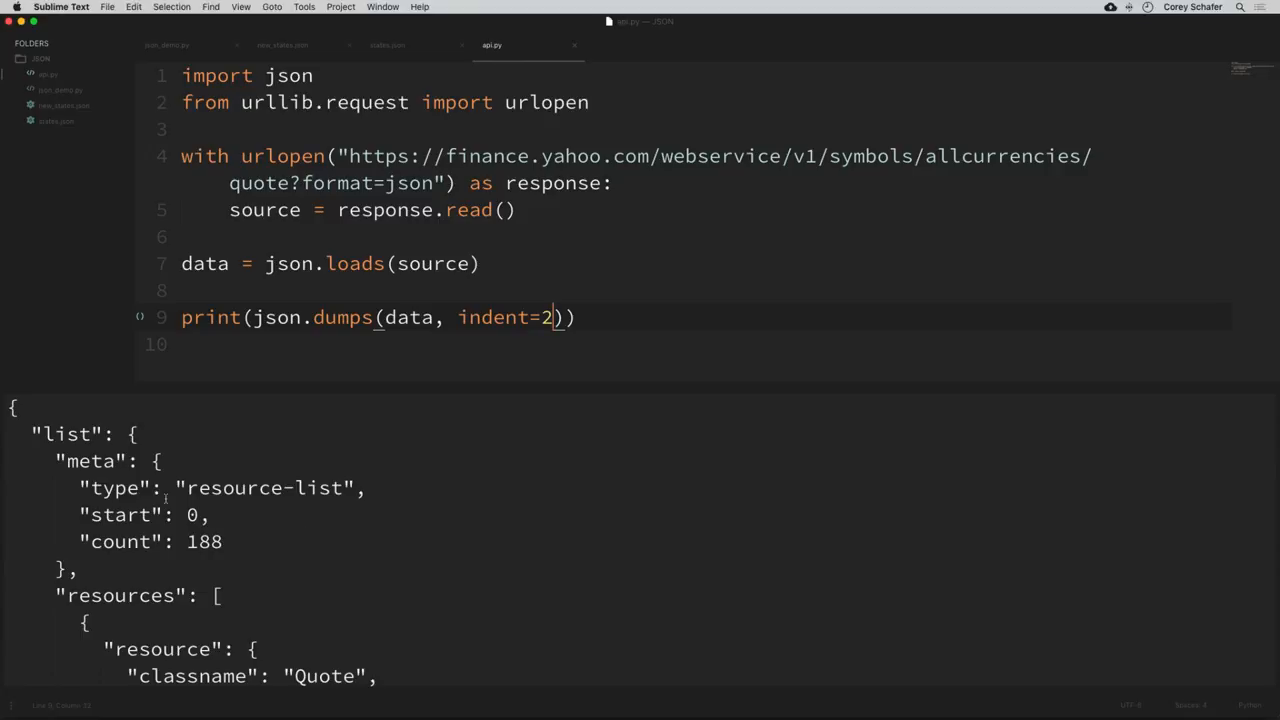 Sublime Text File Edit Selection Find View Goto Tools Project Window Help Corey Schafer
api.py — JSON
FOLDERS
JSON
api.py
json_demo.py
new_states.json
states.json
json_demo.py new_states.json states.json api.py
1 import json
2 from urllib.request import urlopen
3
4 with urlopen("https://finance.yahoo.com/webservice/v1/symbols/allcurrencies/
quote?format=json") as response:
5 source = response.read()
6
7 data = json.loads(source)
8
9 print(json.dumps(data, indent=2))
10
{
"list": {
"meta": {
"type": "resource-list",
"start": 0,
"count": 188
},
"resources": [
{
"resource": {
"classname": "Quote",
Line 9, Column 32 UTF-8 Spaces: 4 Python